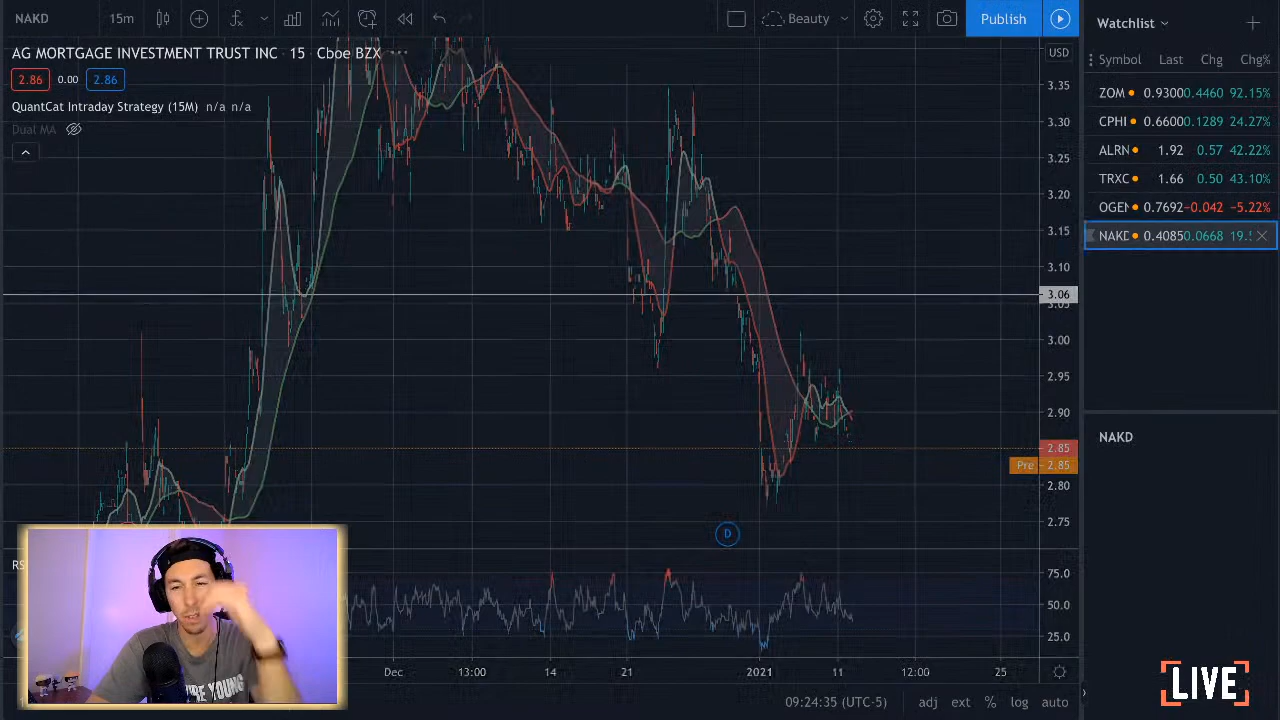 NAKD
15m
Beauty
Publish
AG MORTGAGE INVESTMENT TRUST INC · 15 · Cboe BZX
2.86 0.00 2.86
QuantCat Intraday Strategy (15M) n/a n/a
Dual MA
USD
3.35
3.30
3.25
3.20
3.15
3.10
3.06
3.05
3.00
2.95
2.90
2.85
Pre 2.85
2.80
2.75
D
RS
75.0
50.0
25.0
Dec 13:00 14 21 2021 11 12:00 25
09:24:35 (UTC-5) adj ext % log auto
Watchlist
Symbol Last Chg Chg%
ZOM 0.9300 0.4460 92.15%
CPHI 0.6600 0.1289 24.27%
ALRN 1.92 0.57 42.22%
TRXC 1.66 0.50 43.10%
OGEN 0.7692 −0.042 −5.22%
NAKD 0.4085 0.0668 19.
NAKD
LIVE